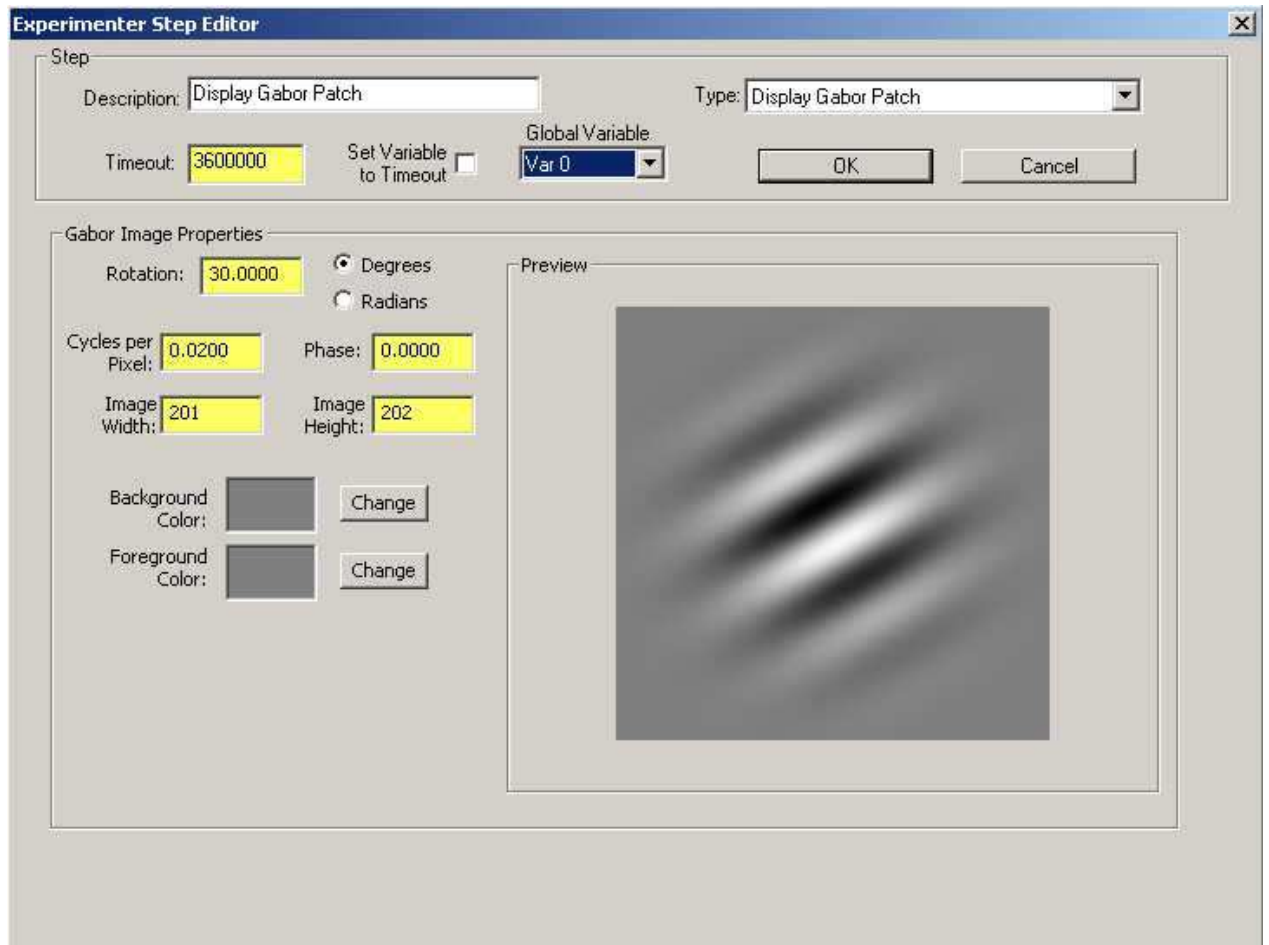 Experimenter Step Editor
Step
Description: Display Gabor Patch
Type: Display Gabor Patch
Timeout: 3600000
Set Variable
to Timeout
Global Variable
Var 0
OK
Cancel
Gabor Image Properties
Rotation: 30.0000
Degrees
Radians
Cycles per
Pixel: 0.0200
Phase: 0.0000
Image
Width: 201
Image
Height: 202
Background
Color:
Change
Foreground
Color:
Change
Preview